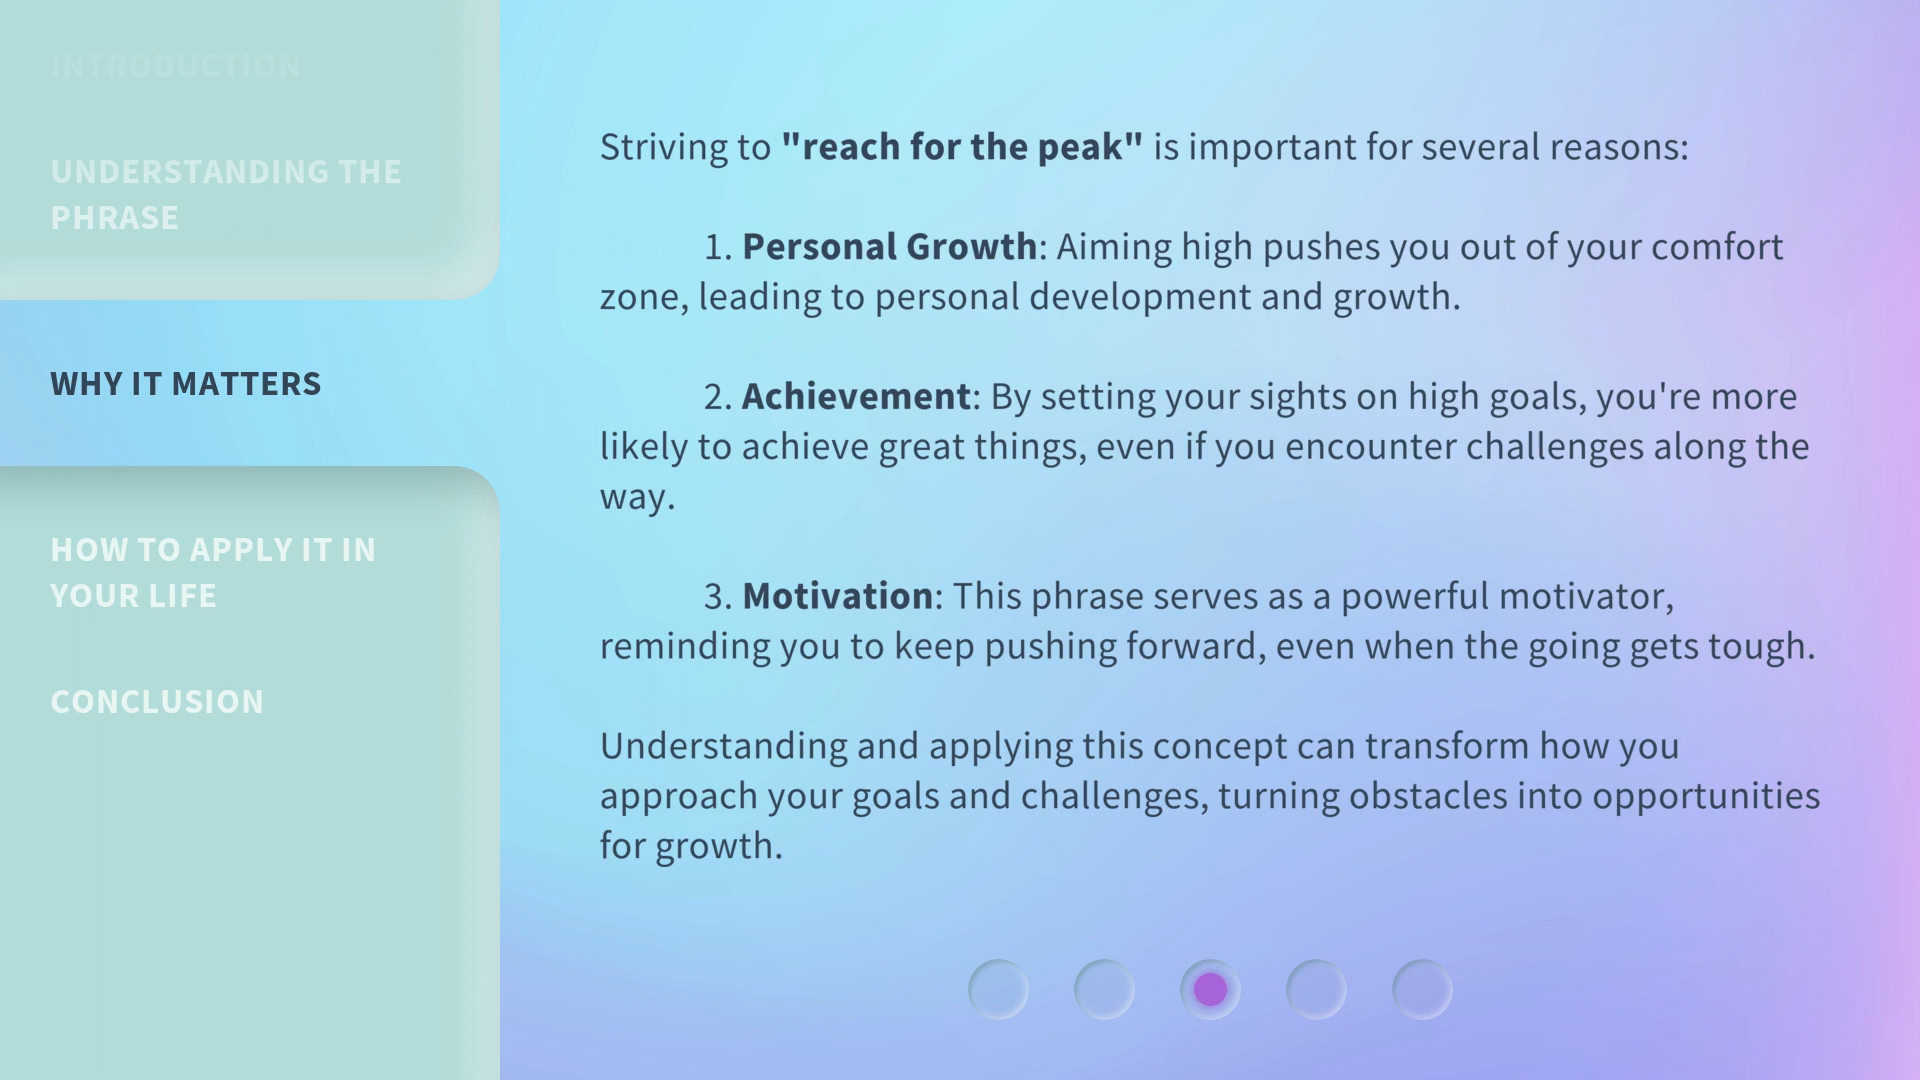 INTRODUCTION
UNDERSTANDING THE
PHRASE
WHY IT MATTERS
HOW TO APPLY IT IN
YOUR LIFE
CONCLUSION
Striving to "reach for the peak" is important for several reasons:
1. Personal Growth: Aiming high pushes you out of your comfort
zone, leading to personal development and growth.
2. Achievement: By setting your sights on high goals, you're more
likely to achieve great things, even if you encounter challenges along the
way.
3. Motivation: This phrase serves as a powerful motivator,
reminding you to keep pushing forward, even when the going gets tough.
Understanding and applying this concept can transform how you
approach your goals and challenges, turning obstacles into opportunities
for growth.